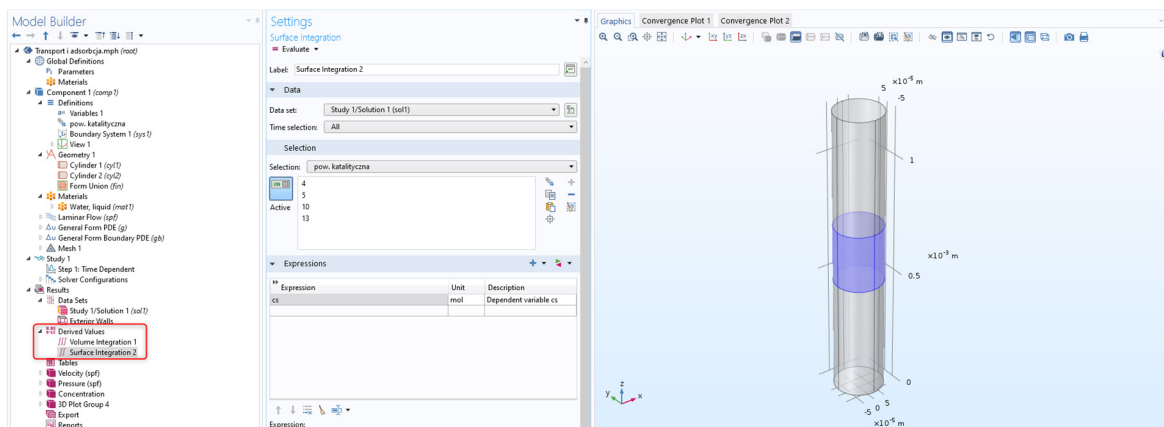 Model Builder
Transport i adsorbcja.mph (root)
Global Definitions
Pi Parameters
Materials
Component 1 (comp1)
Definitions
a= Variables 1
pow. katalityczna
Boundary System 1 (sys1)
View 1
Geometry 1
Cylinder 1 (cyl1)
Cylinder 2 (cyl2)
Form Union (fin)
Materials
Water, liquid (mat1)
Laminar Flow (spf)
Δu General Form PDE (g)
Δu General Form Boundary PDE (gb)
Mesh 1
Study 1
Step 1: Time Dependent
Solver Configurations
Results
Data Sets
Study 1/Solution 1 (sol1)
Exterior Walls
Derived Values
Volume Integration 1
Surface Integration 2
Tables
Velocity (spf)
Pressure (spf)
Concentration
3D Plot Group 4
Export
Reports
Settings
Surface Integration
= Evaluate
Label: Surface Integration 2
Data
Data set: Study 1/Solution 1 (sol1)
Time selection: All
Selection
Selection: pow. katalityczna
Active
4
5
10
13
Expressions
Expression Unit Description
cs mol Dependent variable cs
Expression:
Graphics Convergence Plot 1 Convergence Plot 2
×10⁻⁵ m
5 -5
1
×10⁻³ m
0.5
0
-5 0 5
×10⁻⁵ m
z
y x